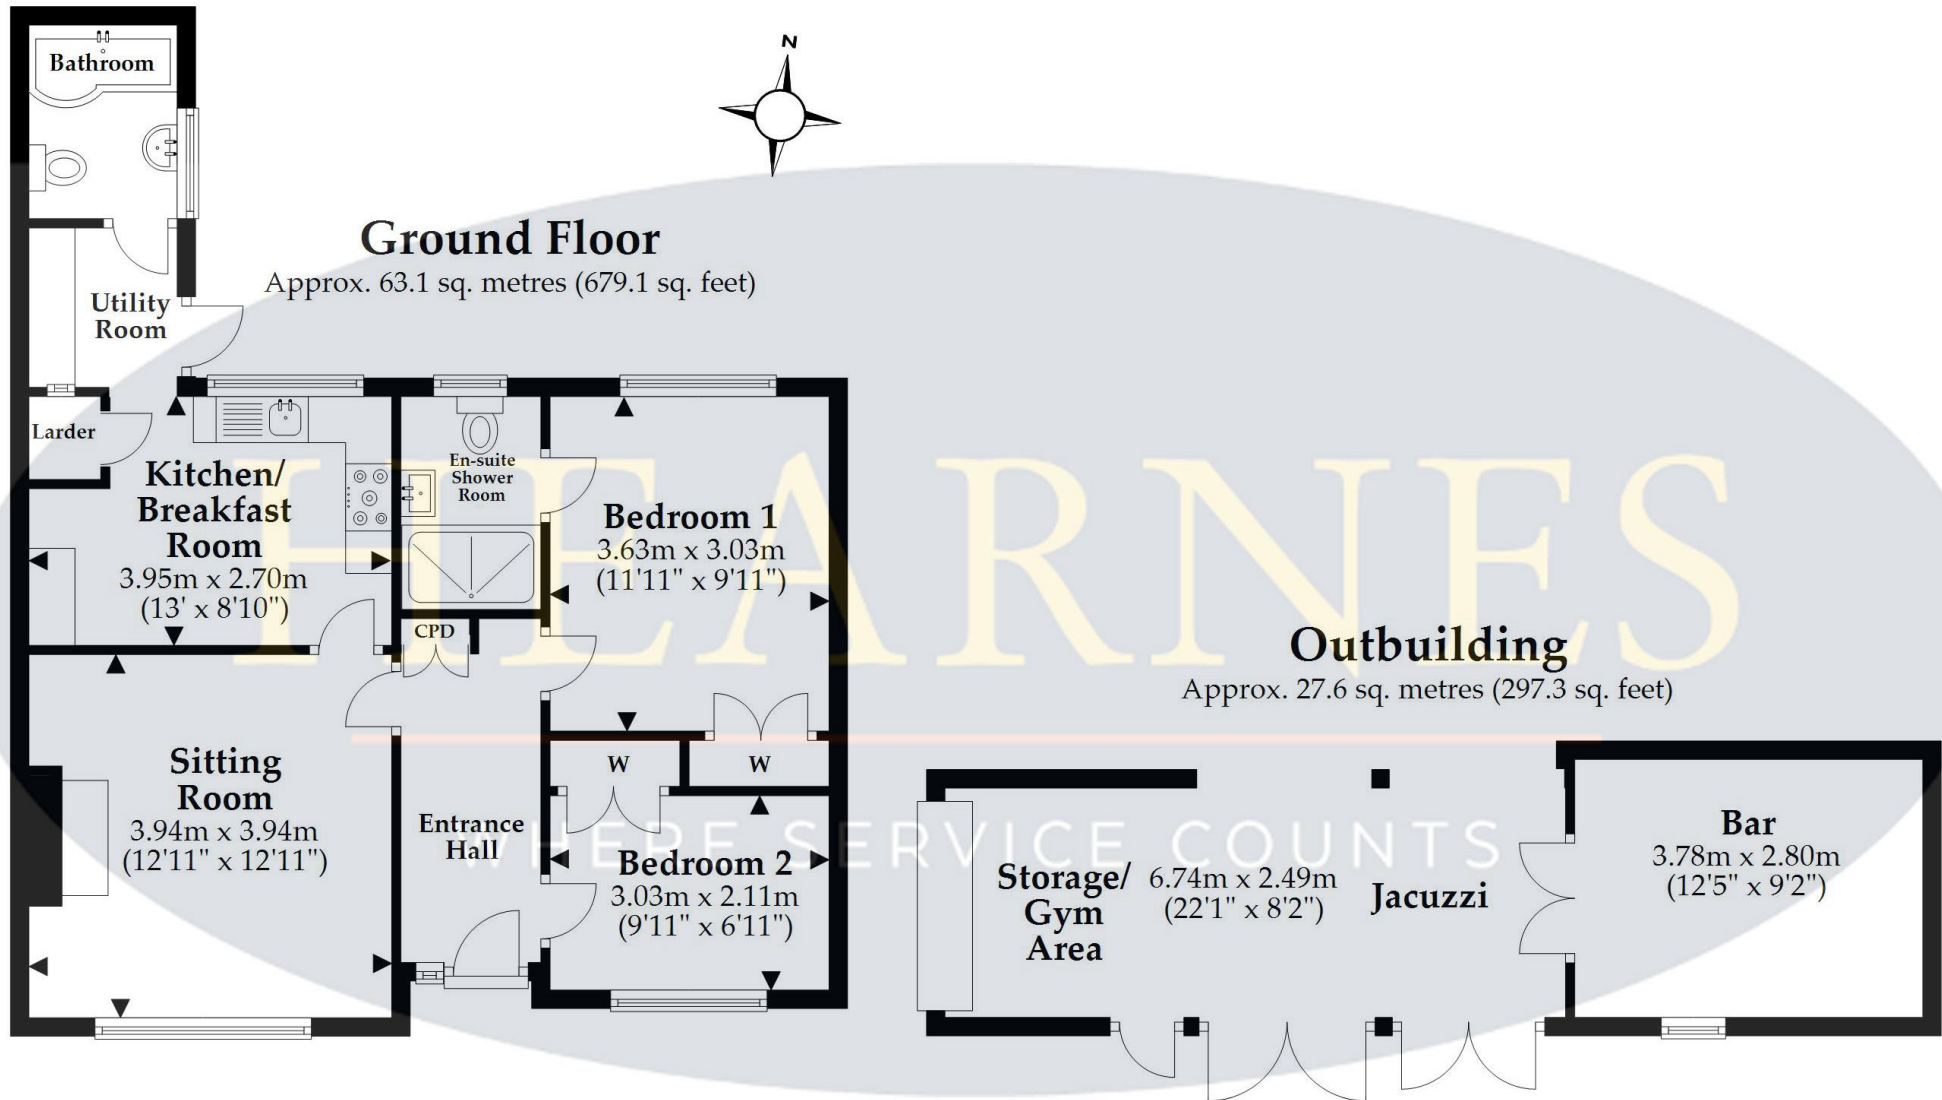 Bathroom
N
Ground Floor
Approx. 63.1 sq. metres (679.1 sq. feet)
Utility
Room
Larder
Kitchen/
Breakfast
Room
3.95m x 2.70m
(13' x 8'10")
En-suite
Shower
Room
Bedroom 1
3.63m x 3.03m
(11'11" x 9'11")
CPD
HEARNES
WHERE SERVICE COUNTS
Sitting
Room
3.94m x 3.94m
(12'11" x 12'11")
Entrance
Hall
W
W
Bedroom 2
3.03m x 2.11m
(9'11" x 6'11")
Outbuilding
Approx. 27.6 sq. metres (297.3 sq. feet)
Storage/
Gym
Area
6.74m x 2.49m
(22'1" x 8'2")
Jacuzzi
Bar
3.78m x 2.80m
(12'5" x 9'2")